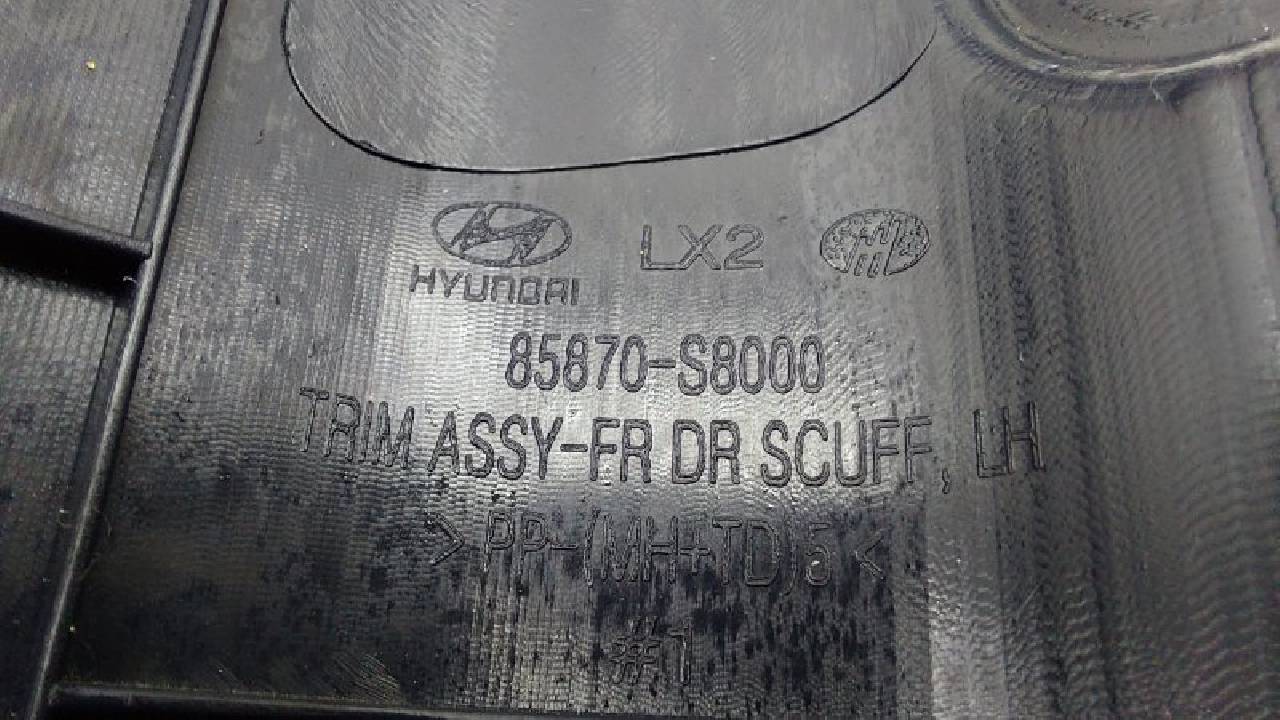 HYUNDAI LX2
85870-S8000
TRIM ASSY-FR DR SCUFF, LH
>PP-(MH+TD)5<
#1